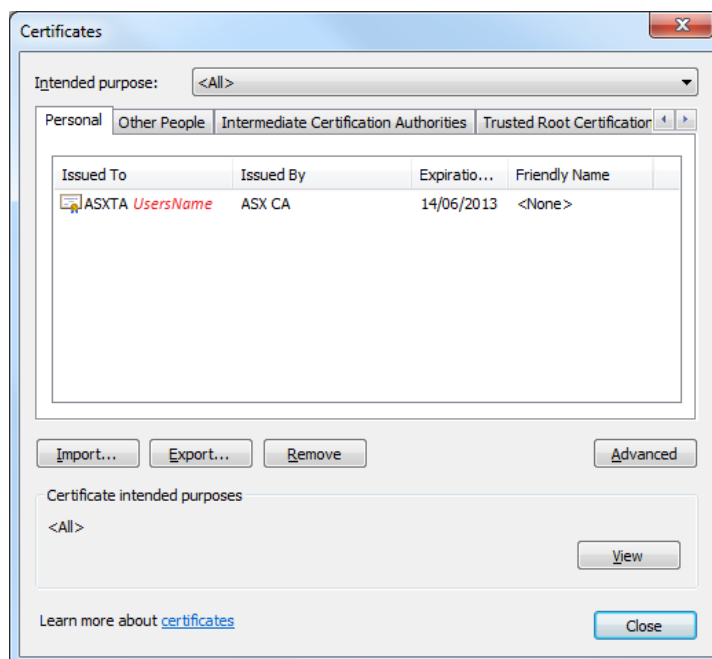 Certificates
Intended purpose: <All>
Personal Other People Intermediate Certification Authorities Trusted Root Certification
Issued To Issued By Expiratio... Friendly Name
ASXTA UsersName ASX CA 14/06/2013 <None>
Import... Export... Remove Advanced
Certificate intended purposes
<All>
View
Learn more about certificates
Close